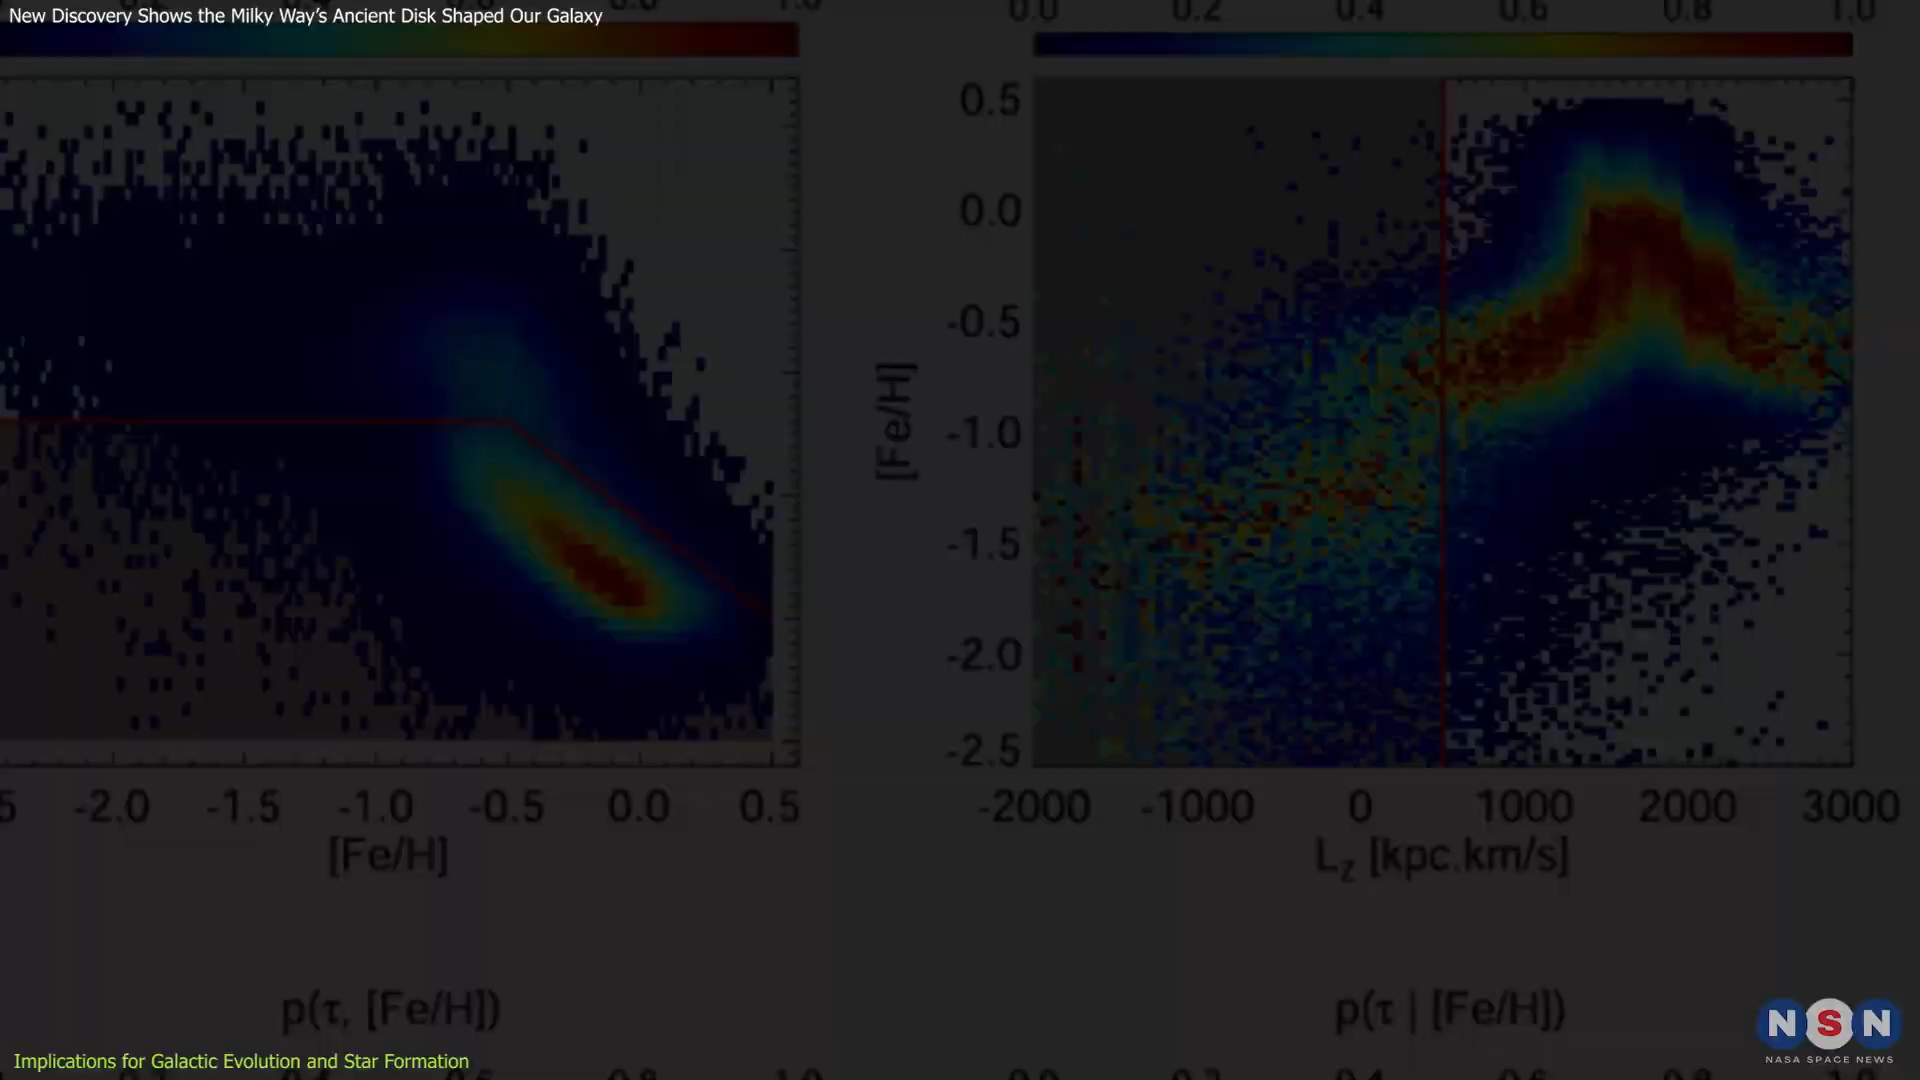 New Discovery Shows the Milky Way's Ancient Disk Shaped Our Galaxy
0.0 0.2 0.4 0.6 0.8 1.0
0.5
0.0
-0.5
-1.0
-1.5
-2.0
-2.5
[Fe/H]
5 -2.0 -1.5 -1.0 -0.5 0.0 0.5
[Fe/H]
-2000 -1000 0 1000 2000 3000
Lz [kpc.km/s]
p(τ, [Fe/H])
p(τ | [Fe/H])
Implications for Galactic Evolution and Star Formation
NSN
NASA SPACE NEWS